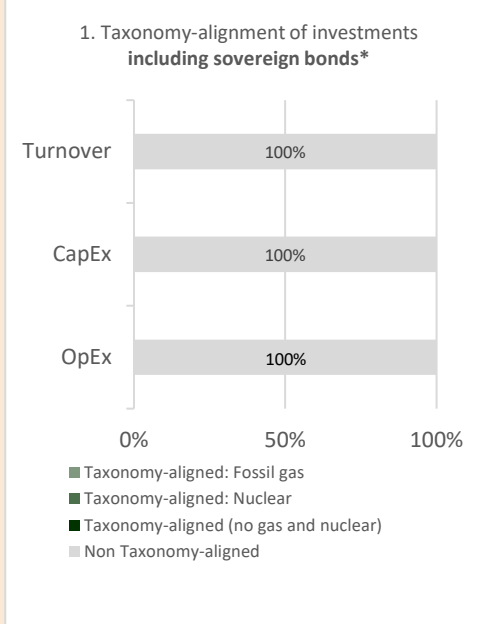 1. Taxonomy-alignment of investments
including sovereign bonds*
Turnover
100%
CapEx
100%
OpEx
100%
0%
50%
100%
Taxonomy-aligned: Fossil gas
Taxonomy-aligned: Nuclear
Taxonomy-aligned (no gas and nuclear)
Non Taxonomy-aligned